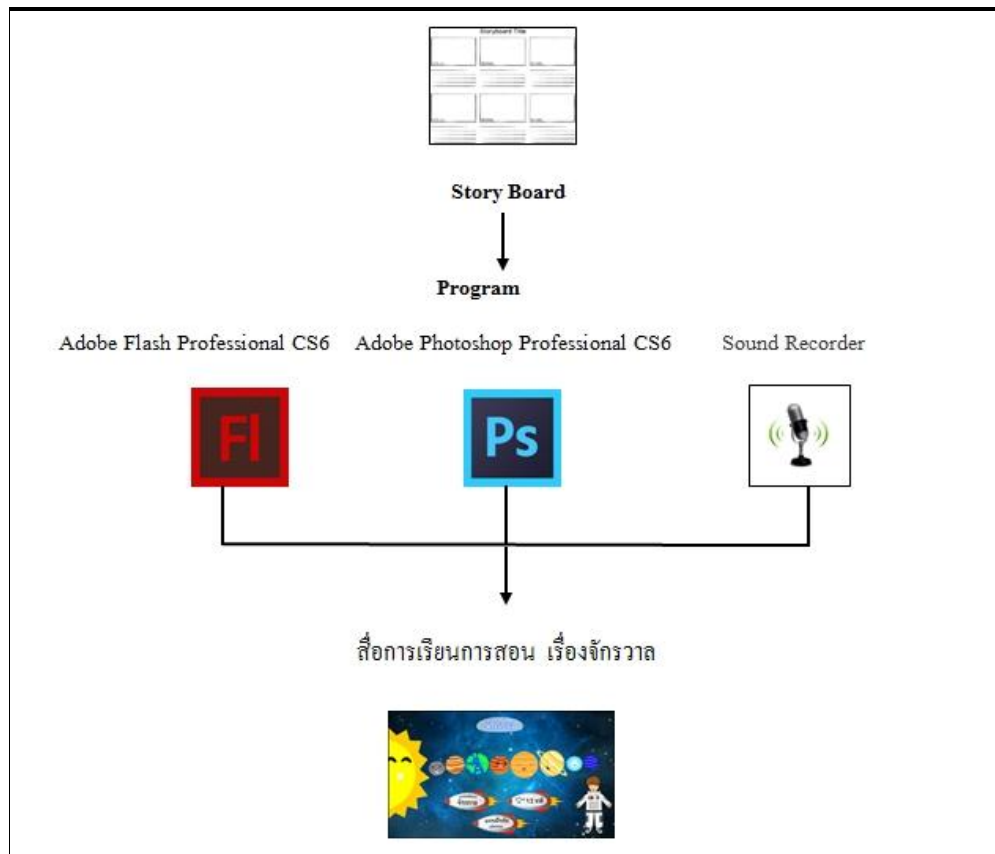 Storyboard Title
Story Board
Program
Adobe Flash Professional CS6 Adobe Photoshop Professional CS6 Sound Recorder
Fl Ps
สื่อการเรียนการสอน เรื่องจักรวาล